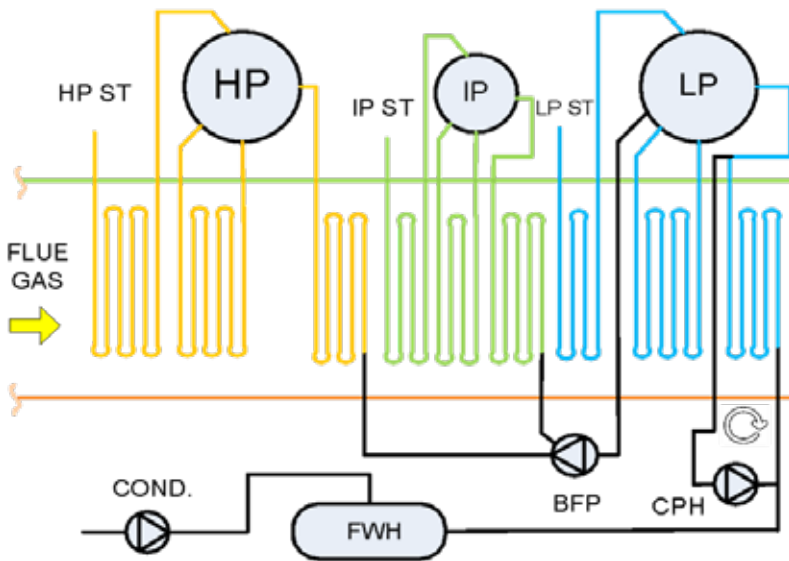 HP
IP
LP
HP ST
IP ST
LP ST
FLUE
GAS
COND.
FWH
BFP
CPH